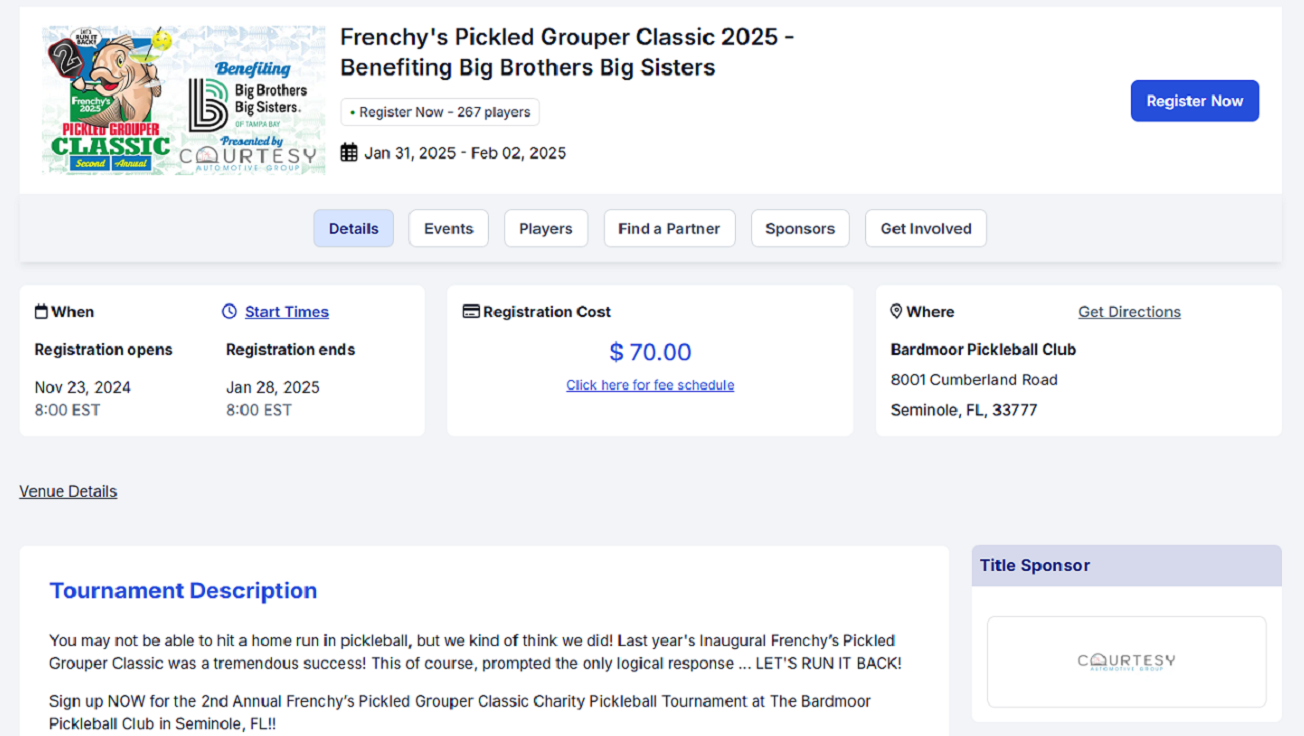 LET'S
RUN IT
BACK!
2
Frenchy's
2025
PICKLED GROUPER
CLASSIC
Second Annual
Benefiting
Big Brothers
Big Sisters.
OF TAMPA BAY
Presented by
COURTESY
AUTOMOTIVE GROUP
Frenchy's Pickled Grouper Classic 2025 -
Benefiting Big Brothers Big Sisters
• Register Now - 267 players
Jan 31, 2025 - Feb 02, 2025
Register Now
Details
Events
Players
Find a Partner
Sponsors
Get Involved
When
Start Times
Registration opens
Registration ends
Nov 23, 2024
Jan 28, 2025
8:00 EST
8:00 EST
Registration Cost
$ 70.00
Click here for fee schedule
Where
Get Directions
Bardmoor Pickleball Club
8001 Cumberland Road
Seminole, FL, 33777
Venue Details
Tournament Description
You may not be able to hit a home run in pickleball, but we kind of think we did! Last year's Inaugural Frenchy’s Pickled
Grouper Classic was a tremendous success! This of course, prompted the only logical response ... LET'S RUN IT BACK!
Sign up NOW for the 2nd Annual Frenchy’s Pickled Grouper Classic Charity Pickleball Tournament at The Bardmoor
Pickleball Club in Seminole, FL!!
Title Sponsor
COURTESY
AUTOMOTIVE GROUP